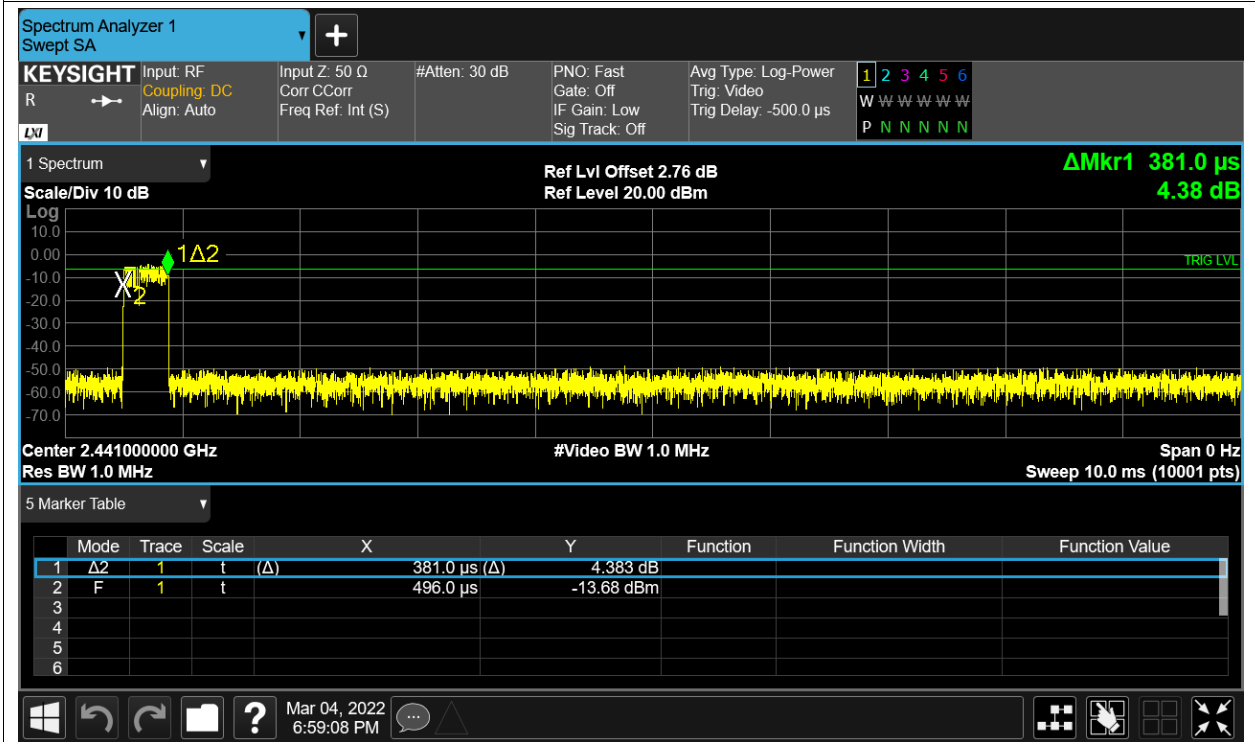 Spectrum Analyzer 1
Swept SA
KEYSIGHT Input: RF Input Z: 50 Ω #Atten: 30 dB PNO: Fast Avg Type: Log-Power 1 2 3 4 5 6
R Coupling: DC Corr CCorr Gate: Off Trig: Video W W W W W W
Align: Auto Freq Ref: Int (S) IF Gain: Low Trig Delay: -500.0 µs
LXI Sig Track: Off P N N N N N
1 Spectrum Ref Lvl Offset 2.76 dB ΔMkr1 381.0 µs
Scale/Div 10 dB Ref Level 20.00 dBm 4.38 dB
Log
10.0
0.00 1Δ2
TRIG LVL
-10.0
X2
-20.0
-30.0
-40.0
-50.0
-60.0
-70.0
Center 2.441000000 GHz #Video BW 1.0 MHz Span 0 Hz
Res BW 1.0 MHz Sweep 10.0 ms (10001 pts)
5 Marker Table
Mode Trace Scale X Y Function Function Width Function Value
1 Δ2 1 t (Δ) 381.0 µs (Δ) 4.383 dB
2 F 1 t 496.0 µs -13.68 dBm
3
4
5
6
? Mar 04, 2022
6:59:08 PM